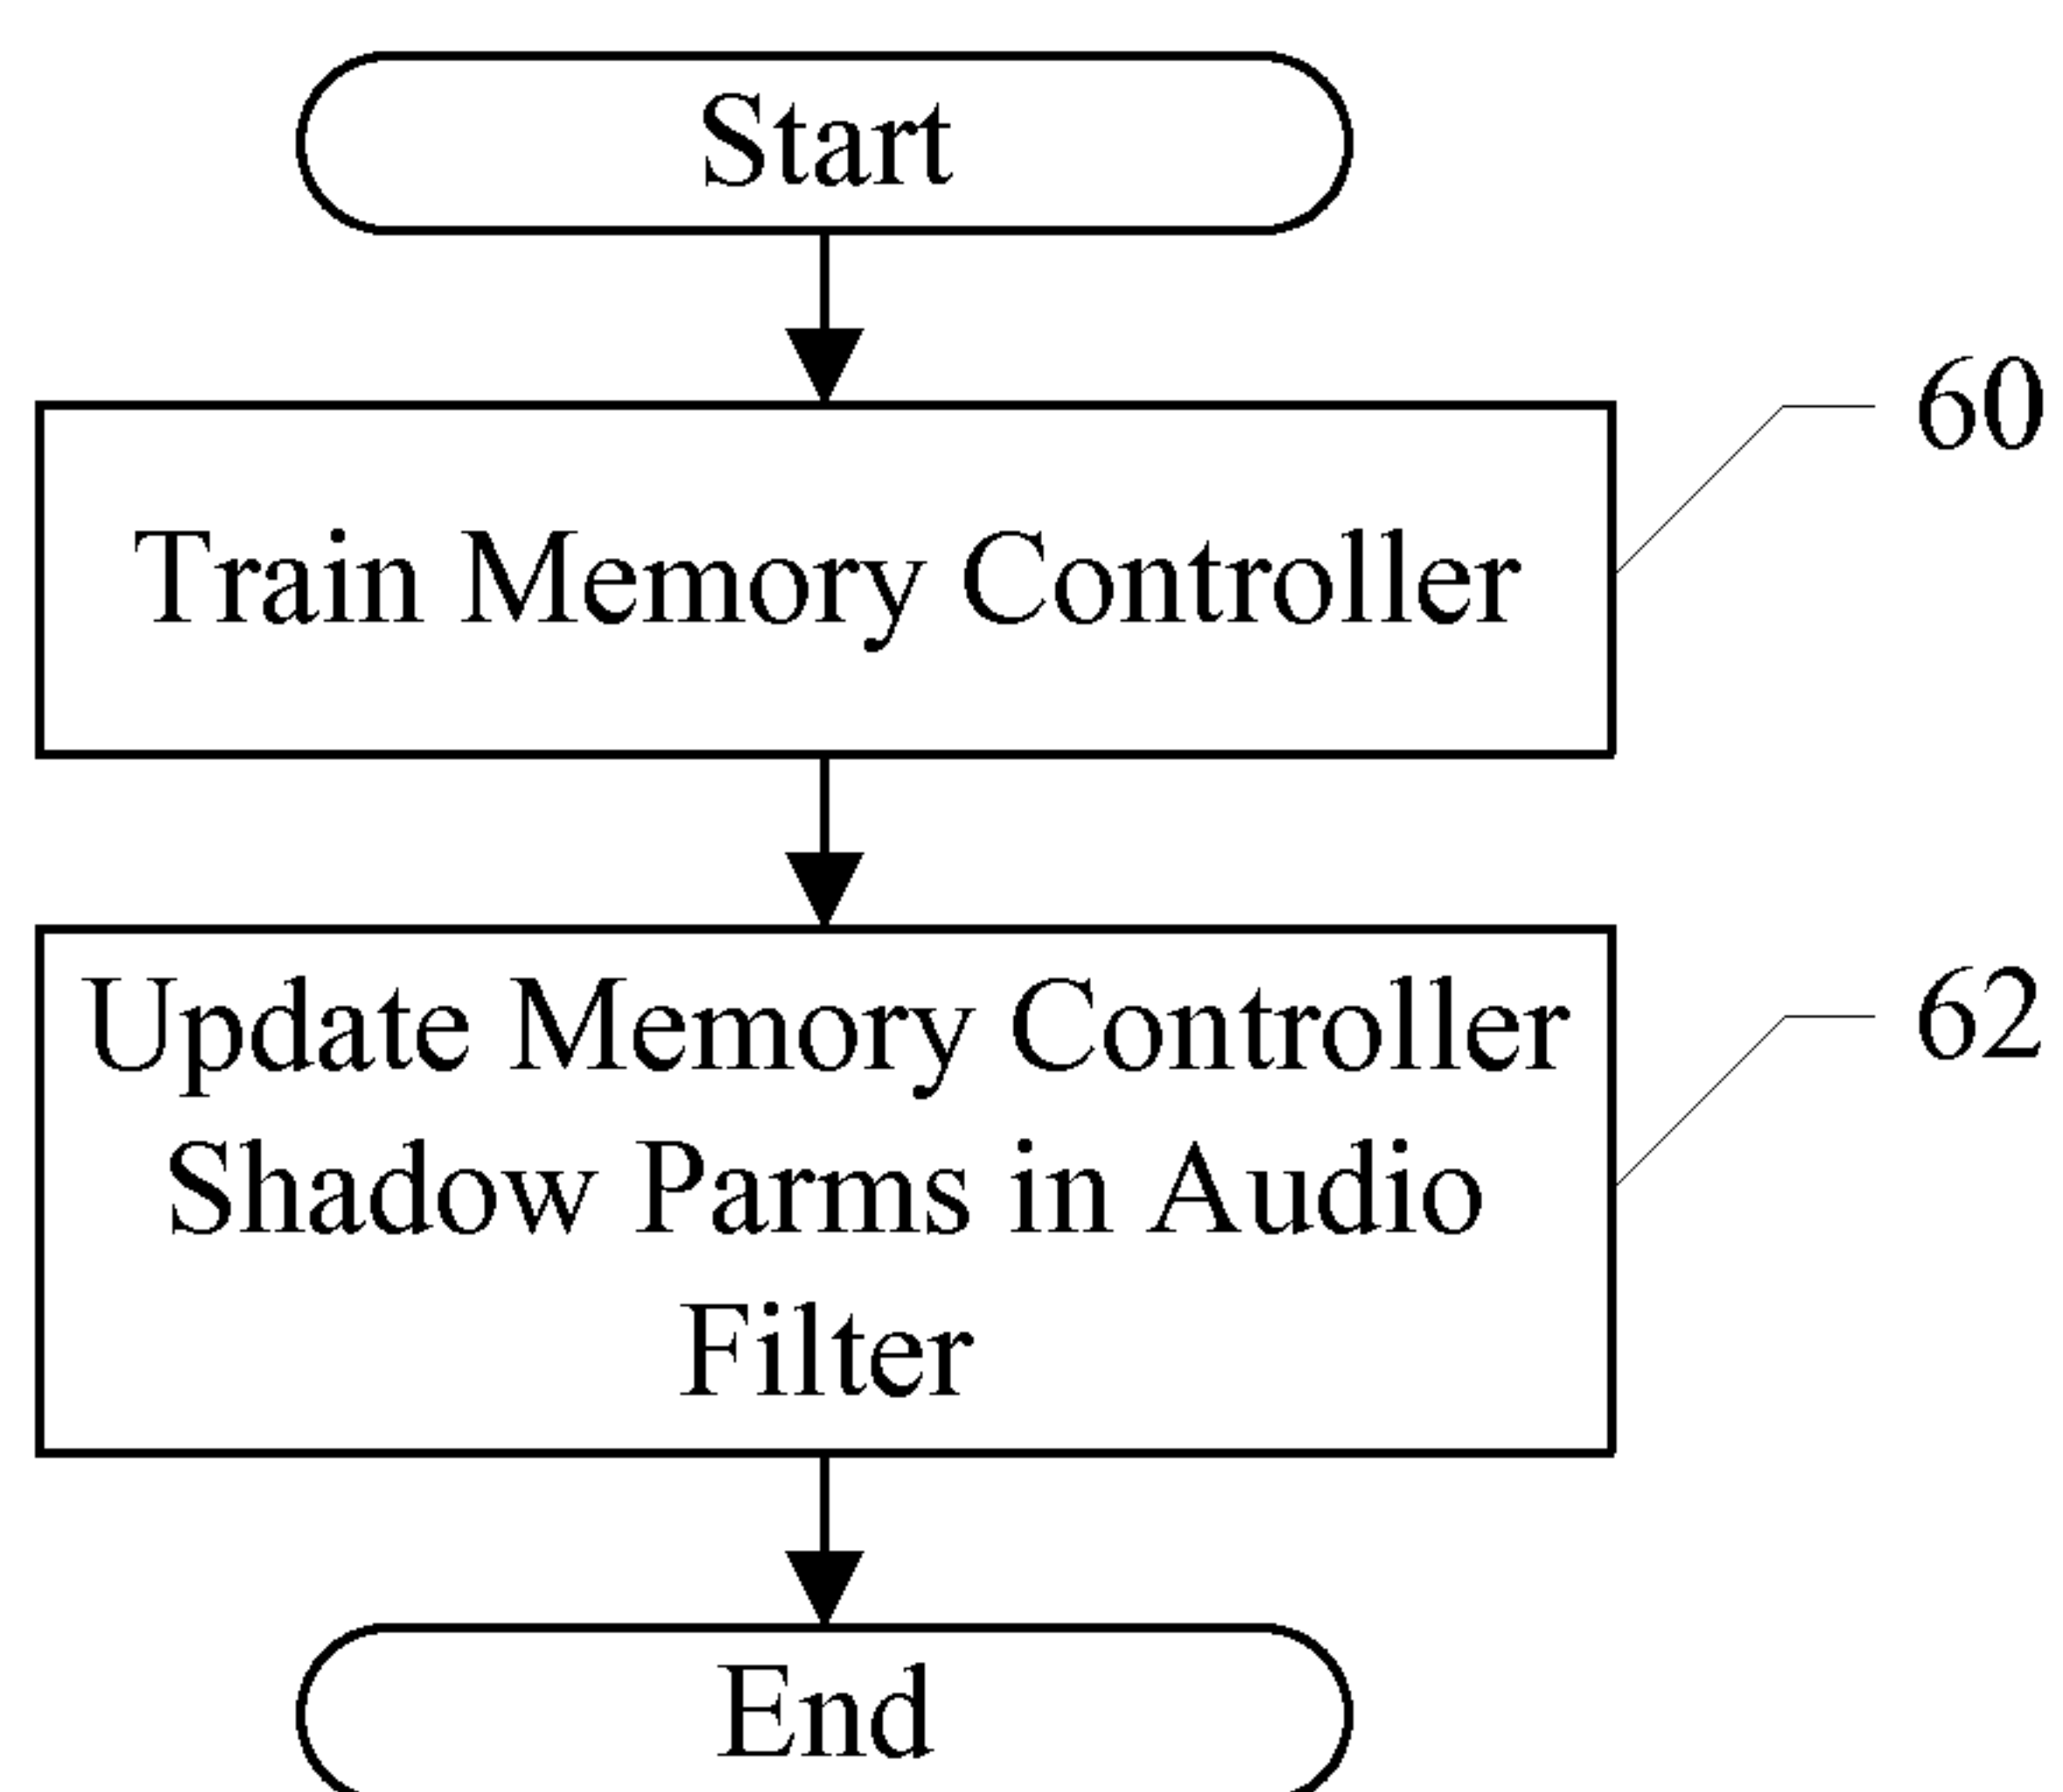 Start
60
Train Memory Controller
62
Update Memory Controller
Shadow Parms in Audio
Filter
End